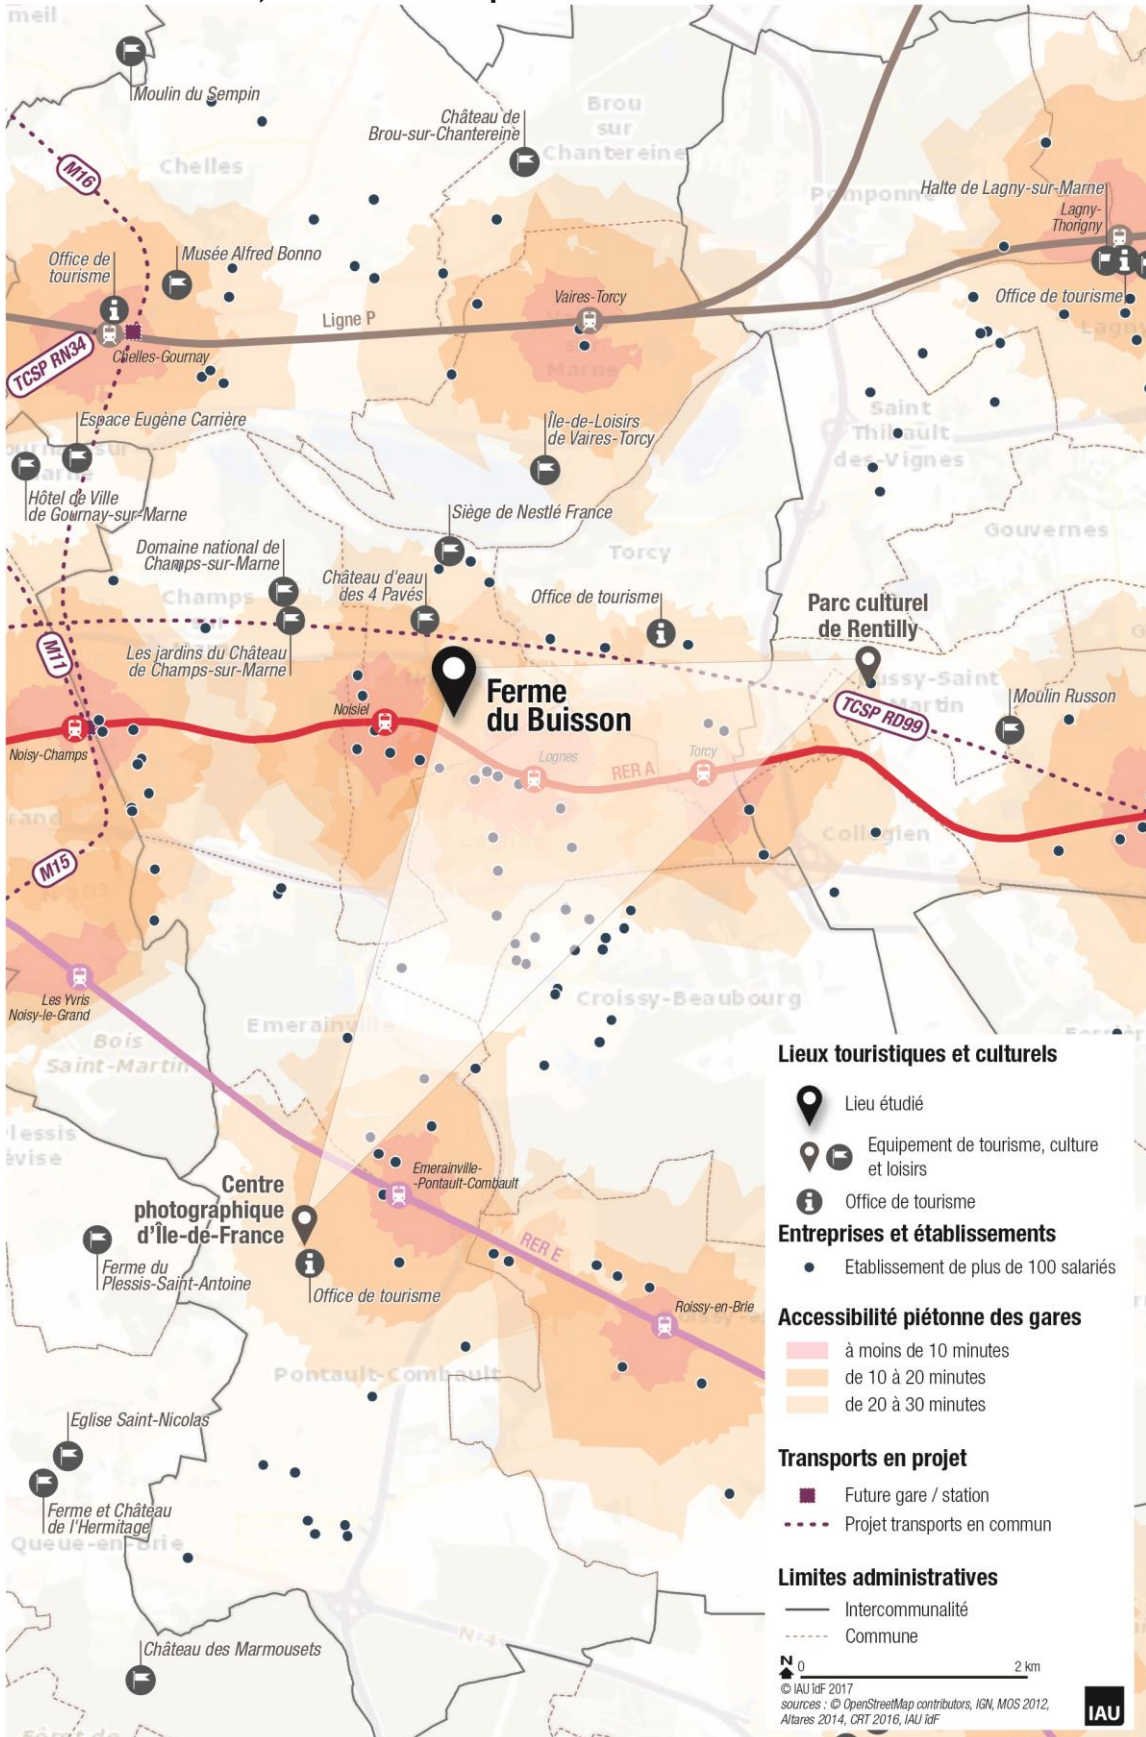 meil
Moulin du Sempin
Château de
Brou-sur-Chantereine
Brou
sur
Chantereine
Chelles
M16
Pomponne
Halte de Lagny-sur-Marne
Lagny-
Thorigny
Office de
tourisme
Musée Alfred Bonno
Vaires-Torcy
Office de tourisme
Ligne P
Chelles-Gournay
TCSP RN34
Marne
Espace Eugène Carrière
Île-de-Loisirs
de Vaires-Torcy
Saint
Thibault
des-Vignes
Hôtel de Ville
de Gournay-sur-Marne
Siège de Nestlé France
Gouvernes
Domaine national de
Champs-sur-Marne
Torcy
Château d'eau
des 4 Pavés
Office de tourisme
Champs
Parc culturel
de Rentilly
M11
Les jardins du Château
de Champs-sur-Marne
Ferme
du Buisson
ussy-Saint
Martin
Moulin Russon
TCSP RD99
Noisiel
Noisy-Champs
Lognes
RER A
Torcy
Collégien
M15
Les Yvris
Noisy-le-Grand
Croissy-Beaubourg
Emerainville
Bois
Saint-Martin
Emerainville-
-Pontault-Combault
Centre
photographique
d'Île-de-France
RER E
Ferme du
Plessis-Saint-Antoine
Office de tourisme
Roissy-en-Brie
Pontault-Combault
Eglise Saint-Nicolas
Ferme et Château
de l'Hermitage
Queue-en-Brie
N 4
Château des Marmousets
Lieux touristiques et culturels
Lieu étudié
Equipement de tourisme, culture
et loisirs
Office de tourisme
Entreprises et établissements
Etablissement de plus de 100 salariés
Accessibilité piétonne des gares
à moins de 10 minutes
de 10 à 20 minutes
de 20 à 30 minutes
Transports en projet
Future gare / station
Projet transports en commun
Limites administratives
Intercommunalité
Commune
N 0 2 km
© IAU îdF 2017
sources : © OpenStreetMap contributors, IGN, MOS 2012,
Altares 2014, CRT 2016, IAU îdF
IAU